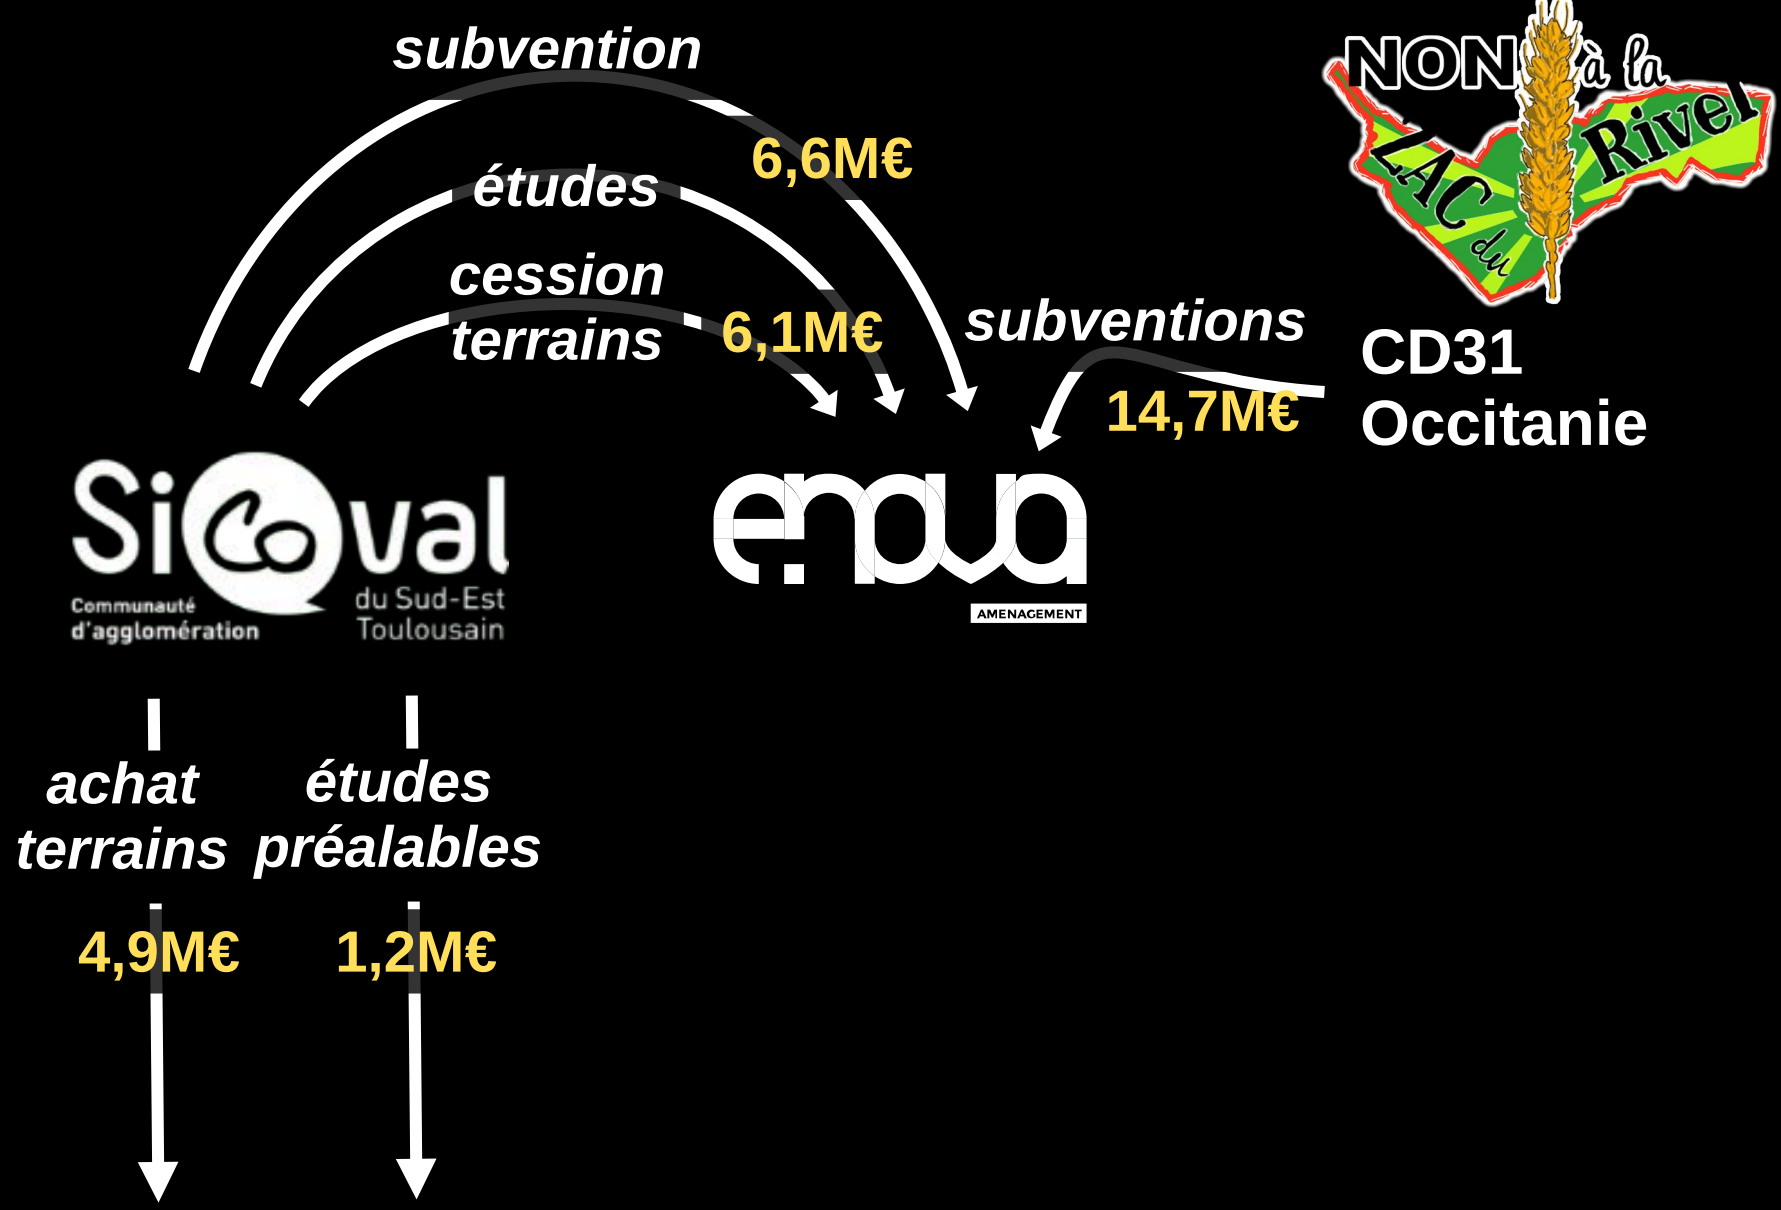 subvention
6,6M€
études
cession
terrains
6,1M€
subventions
14,7M€
NON à la
ZAC du Rivel
CD31
Occitanie
Sicoval
Communauté
d'agglomération
du Sud-Est
Toulousain
enova
AMENAGEMENT
achat
terrains
4,9M€
études
préalables
1,2M€